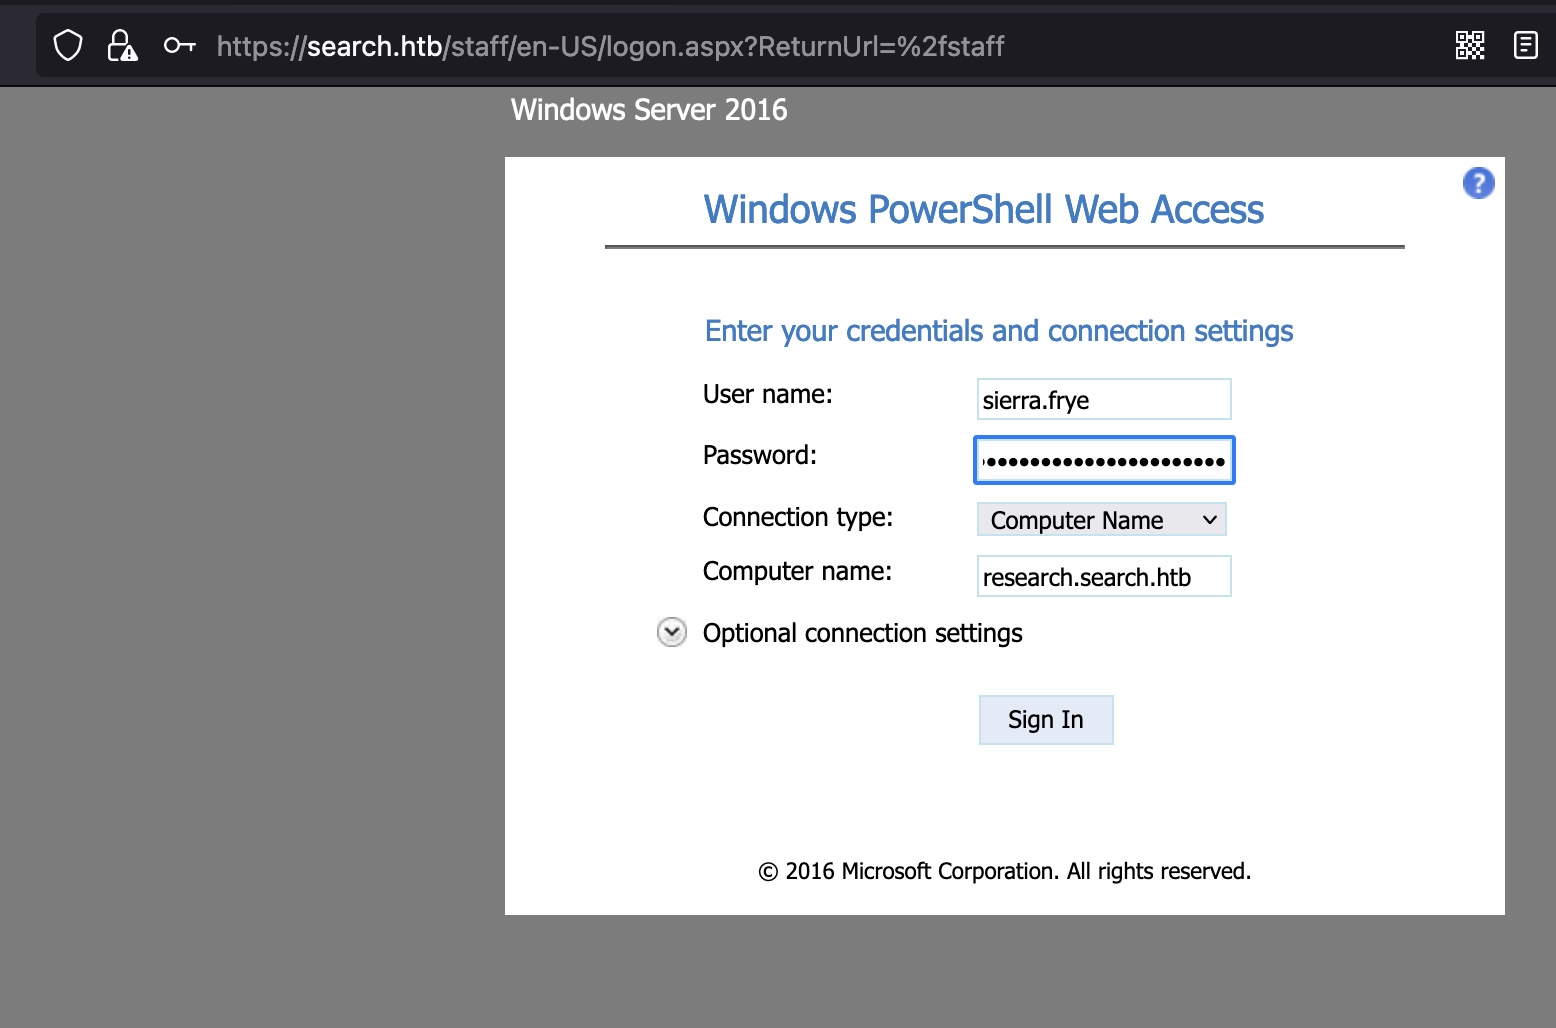 https://search.htb/staff/en-US/logon.aspx?ReturnUrl=%2fstaff
Windows Server 2016
?
Windows PowerShell Web Access
Enter your credentials and connection settings
User name: sierra.frye
Password: ••••••••••••••••••••••
Connection type: Computer Name
Computer name: research.search.htb
Optional connection settings
Sign In
© 2016 Microsoft Corporation. All rights reserved.